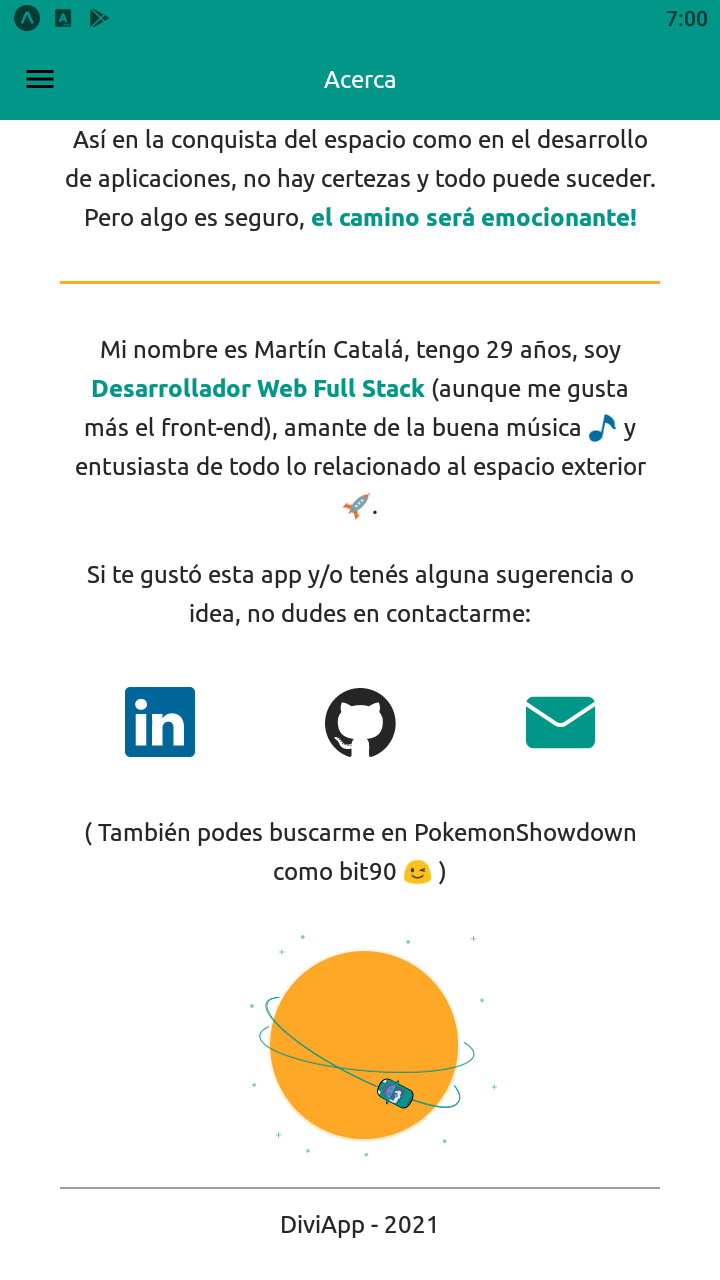 7:00
Acerca
Así en la conquista del espacio como en el desarrollo
de aplicaciones, no hay certezas y todo puede suceder.
Pero algo es seguro, el camino será emocionante!
Mi nombre es Martín Catalá, tengo 29 años, soy
Desarrollador Web Full Stack (aunque me gusta
más el front-end), amante de la buena música 🎵 y
entusiasta de todo lo relacionado al espacio exterior
🚀.
Si te gustó esta app y/o tenés alguna sugerencia o
idea, no dudes en contactarme:
in
( También podes buscarme en PokemonShowdown
como bit90 😉 )
DiviApp - 2021